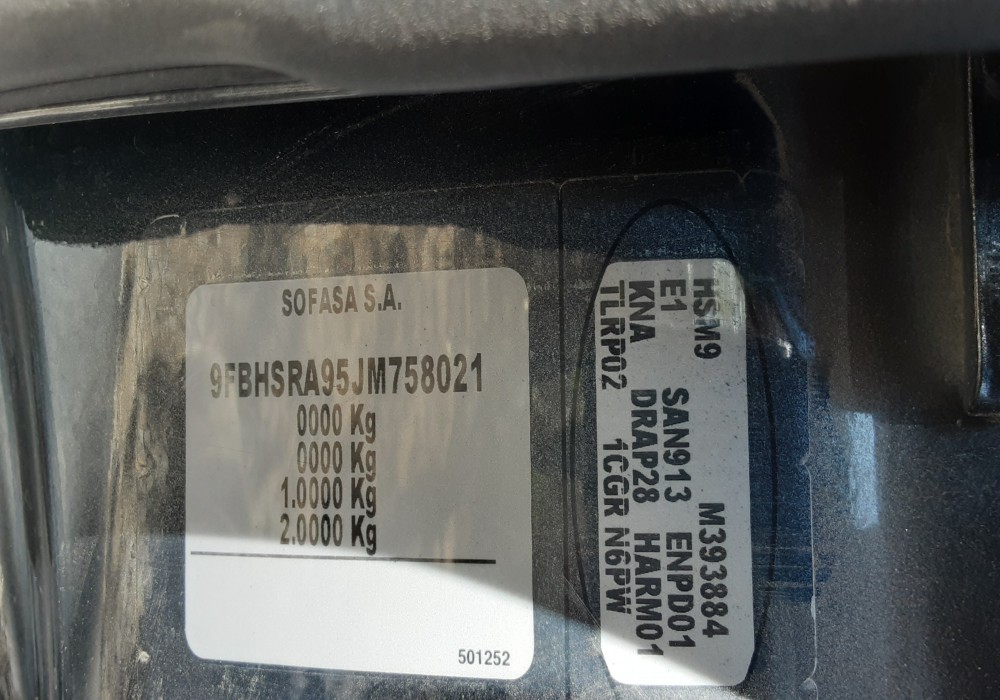 SOFASA S.A.
9FBHSRA95JM758021
0000 Kg
0000 Kg
1.0000 Kg
2.0000 Kg
501252
HSM9 M393884
E1 SAN913 ENPD01
KNA DRAP28 HARM01
TLRP02 1CGR N6PW